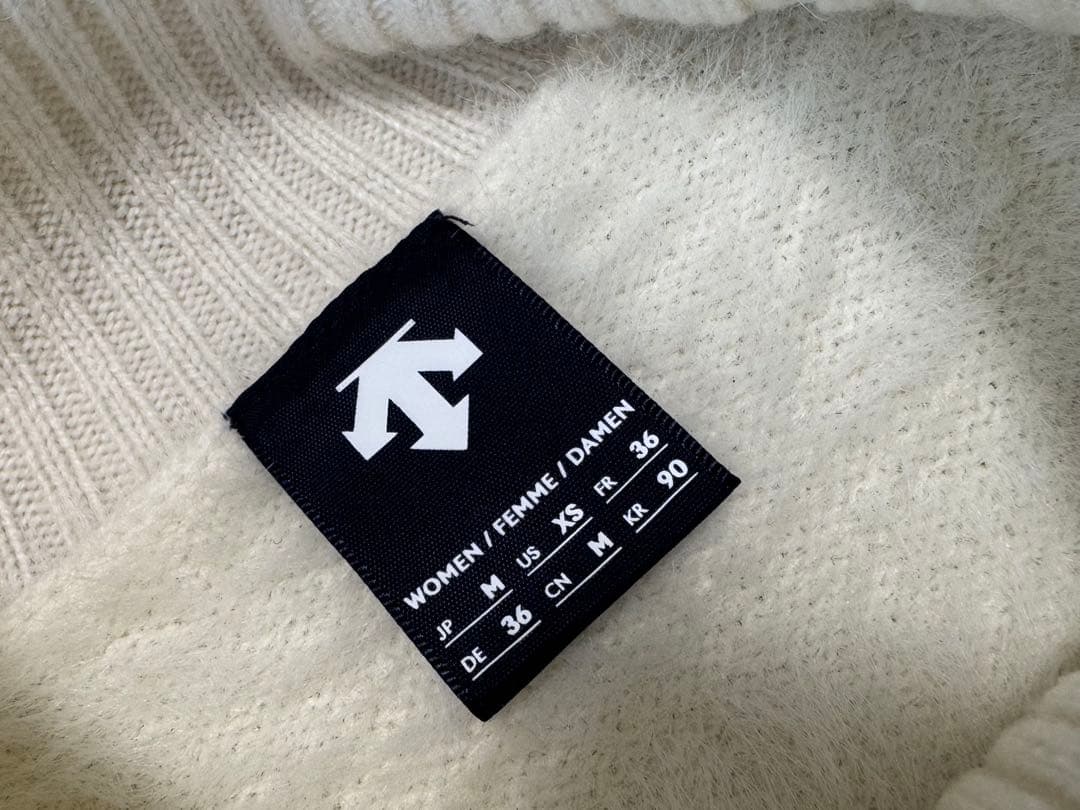 WOMEN / FEMME / DAMEN
JP M US XS FR 36
DE 36 CN M KR 90